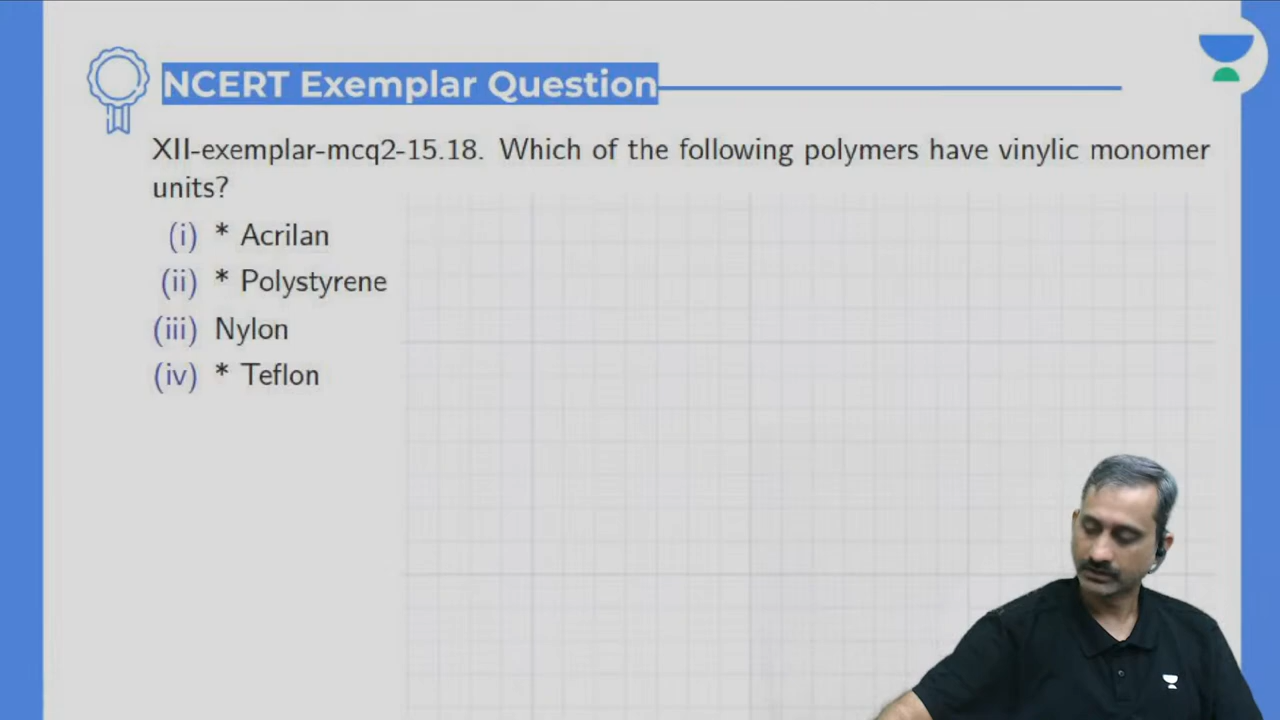 NCERT Exemplar Question
XII-exemplar-mcq2-15.18. Which of the following polymers have vinylic monomer
units?
(i) * Acrilan
(ii) * Polystyrene
(iii) Nylon
(iv) * Teflon